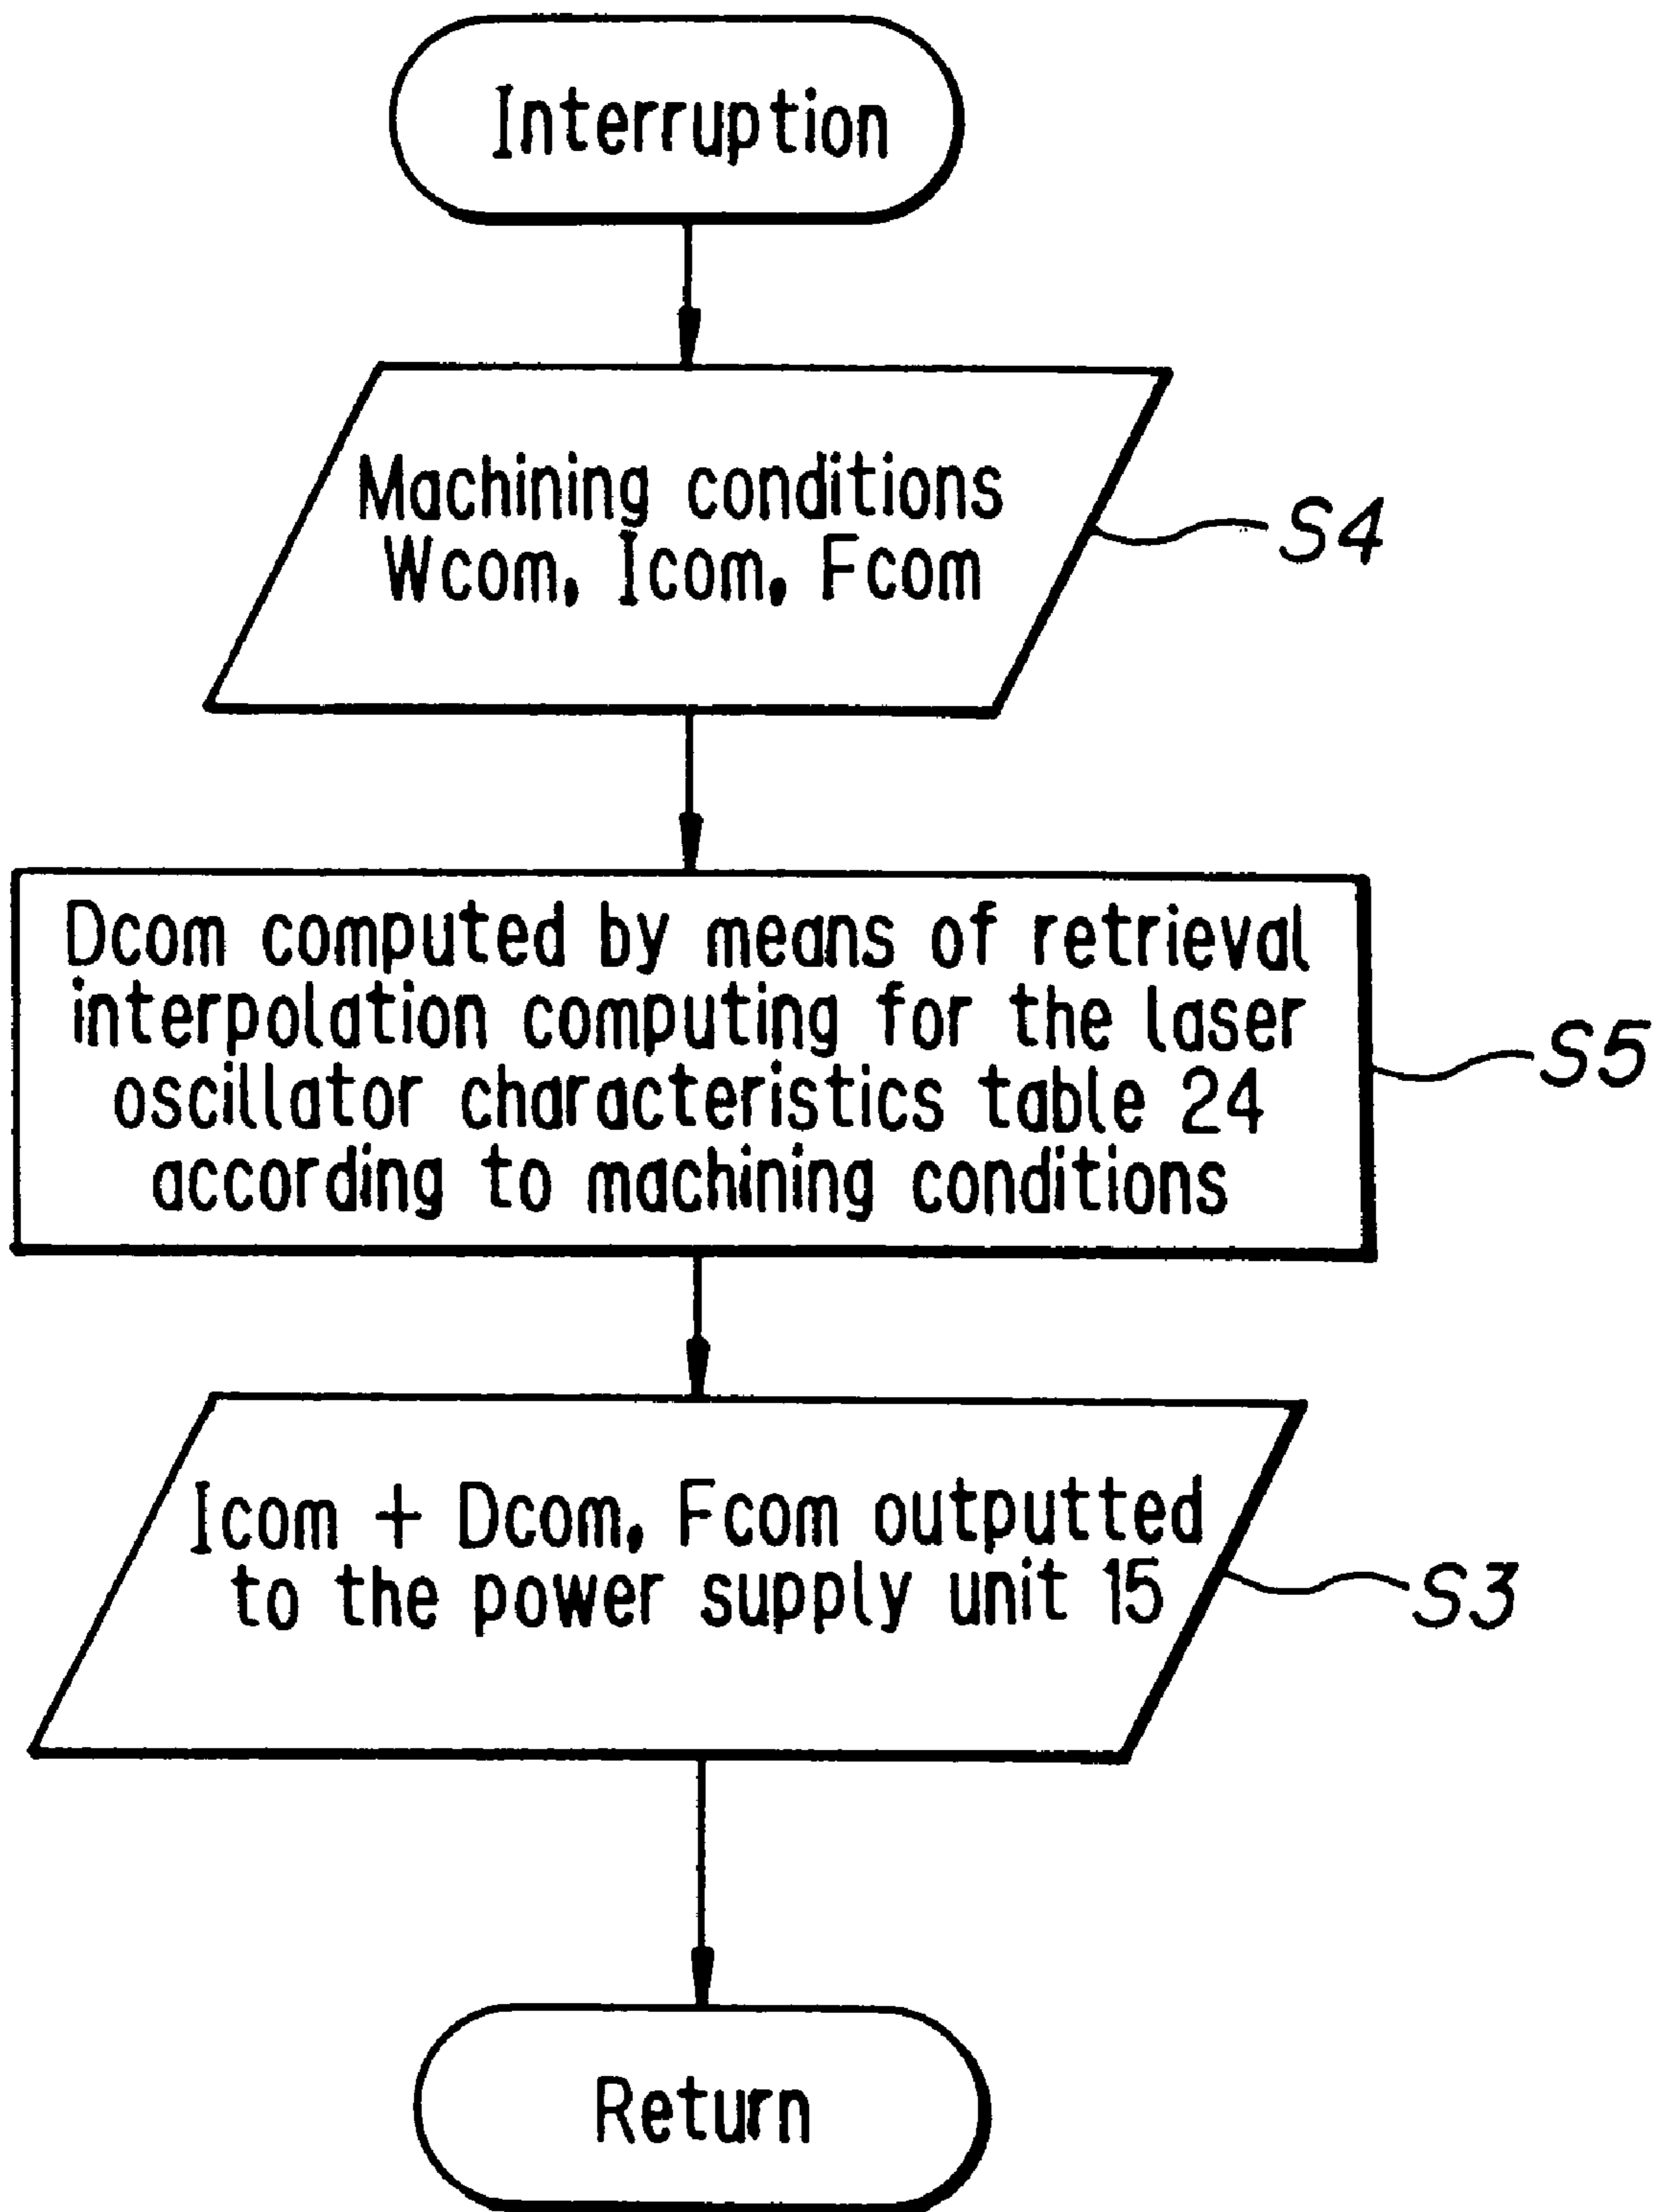 Interruption
Machining conditions
Wcom, Icom, Fcom
S4
Dcom computed by means of retrieval
interpolation computing for the laser
oscillator characteristics table 24
according to machining conditions
S5
Icom + Dcom, Fcom outputted
to the power supply unit 15
S3
Return